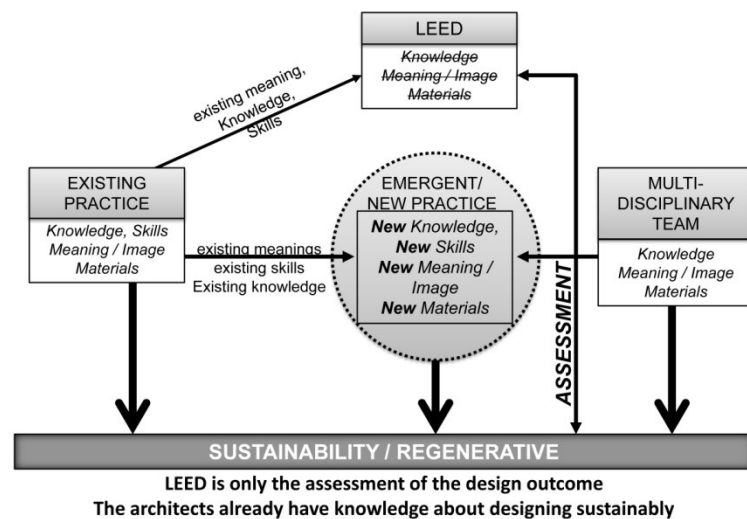 LEED
Knowledge
Meaning / Image
Materials
existing meaning,
Knowledge,
Skills
EXISTING
PRACTICE
Knowledge, Skills
Meaning / Image
Materials
existing meanings
existing skills
Existing knowledge
EMERGENT/
NEW PRACTICE
New Knowledge,
New Skills
New Meaning /
Image
New Materials
ASSESSMENT
MULTI-
DISCIPLINARY
TEAM
Knowledge
Meaning / Image
Materials
SUSTAINABILITY / REGENERATIVE
LEED is only the assessment of the design outcome
The architects already have knowledge about designing sustainably